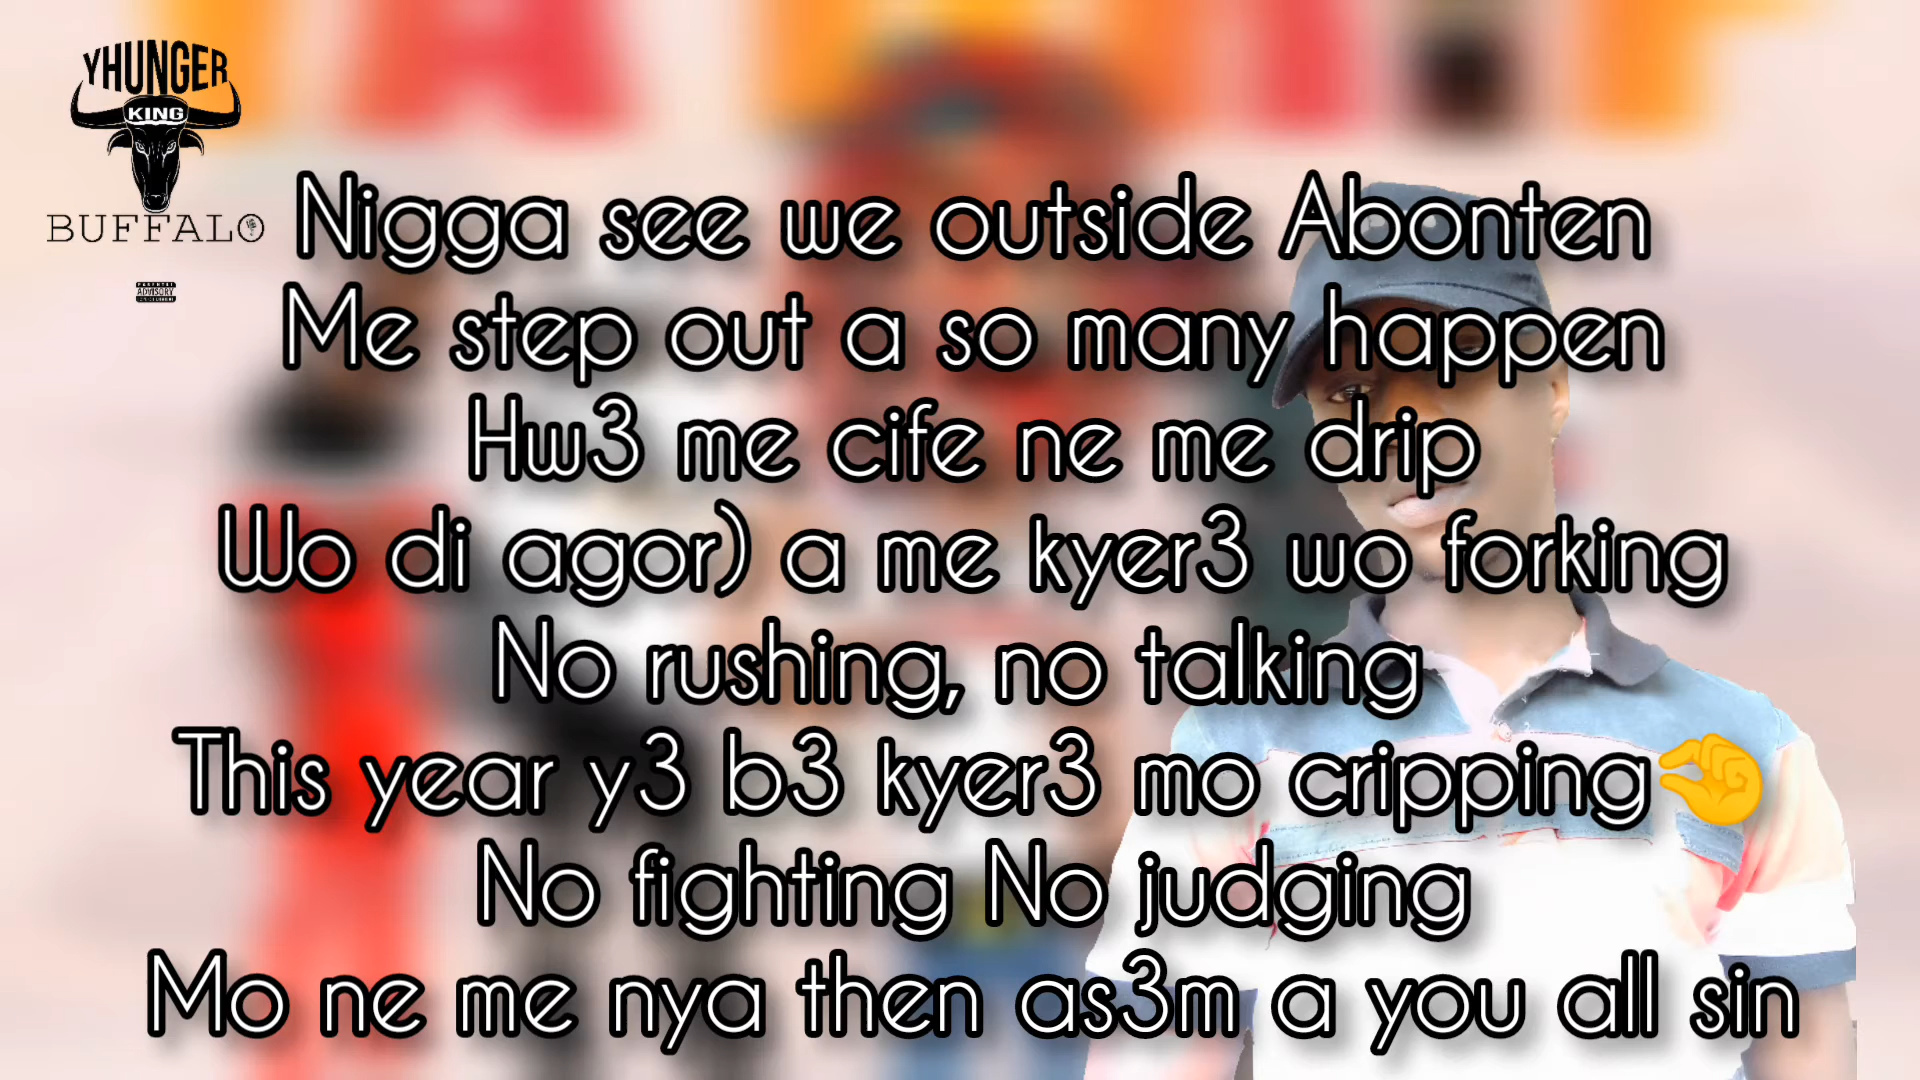 YHUNGER
KING
BUFFALO
PARENTAL
ADVISORY
Nigga see we outside Abonten
Me step out a so many happen
Hw3 me cife ne me drip
Wo di agor) a me kyer3 wo forking
No rushing, no talking
This year y3 b3 kyer3 mo cripping🤏
No fighting No judging
Mo ne me nya then as3m a you all sin